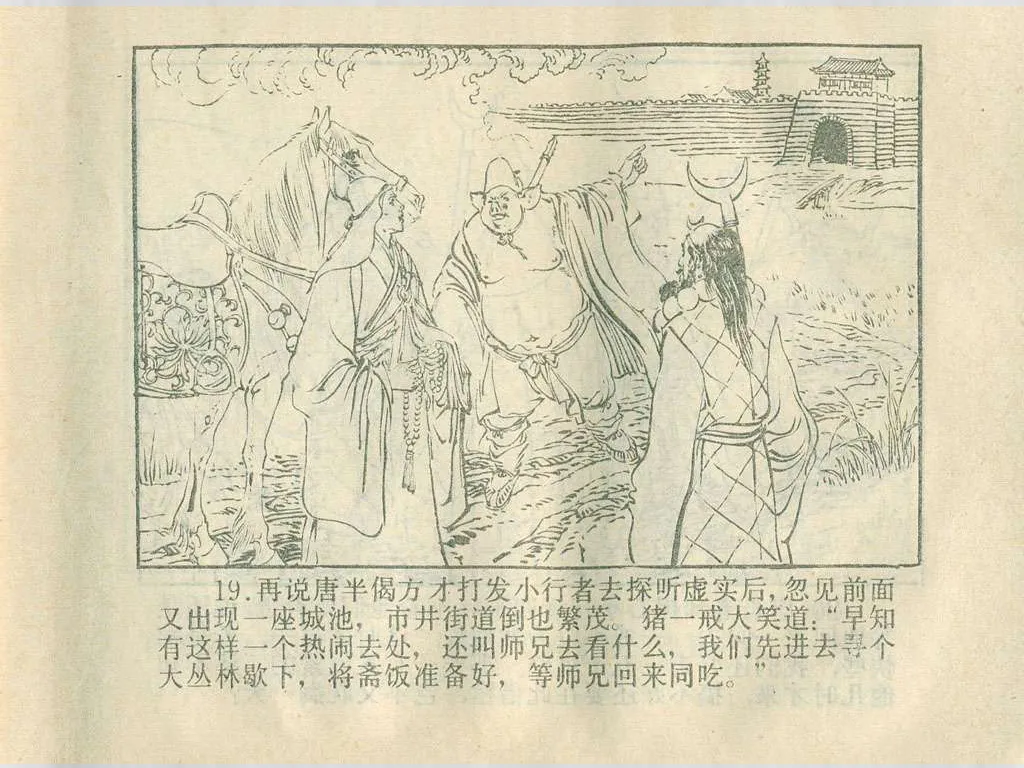 19.再说唐半偈方才打发小行者去探听虚实后，忽见前面
又出现一座城池，市井街道倒也繁茂。猪一戒大笑道：“早知
有这样一个热闹去处，还叫师兄去看什么，我们先进去寻个
大丛林歇下，将斋饭准备好，等师兄回来同吃。”